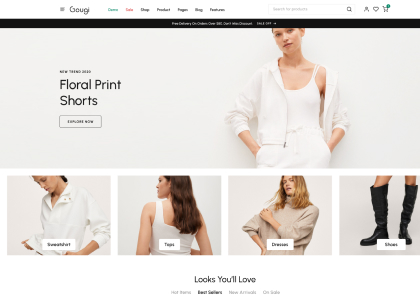 Gougi
Demo Sale Shop Product Pages Blog Features
Search for products
Free Delivery On Orders Over $80. Don't Miss Discount SALE OFF →
NEW TREND 2020
Floral Print
Shorts
EXPLORE NOW
Sweatshirt
Tops
Dresses
Shoes
Looks You'll Love
Hot Items Best Sellers New Arrivals On Sale